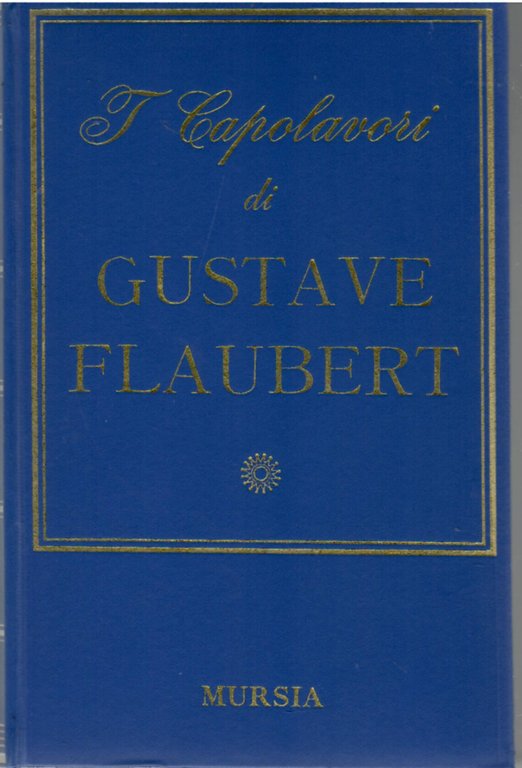 I Capolavori
di
GUSTAVE
FLAUBERT
MURSIA